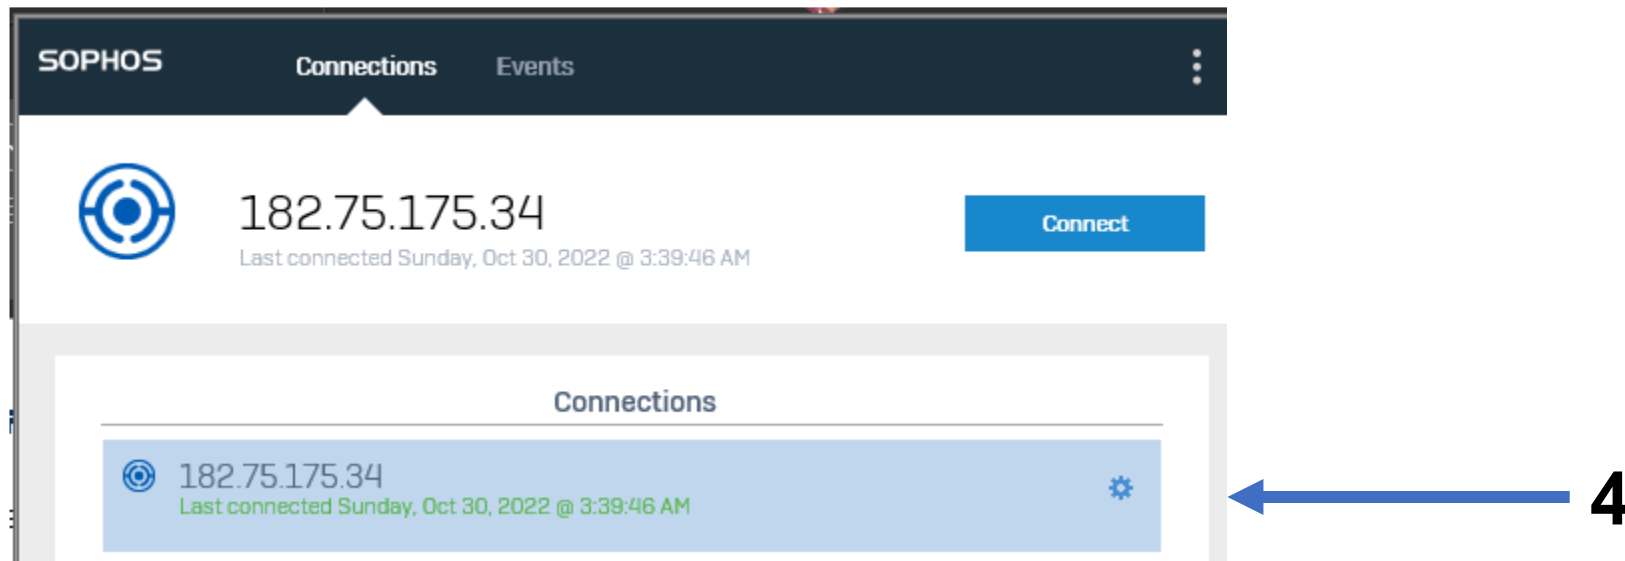 SOPHOS
Connections Events
182.75.175.34
Last connected Sunday, Oct 30, 2022 @ 3:39:46 AM
Connect
Connections
182.75.175.34
Last connected Sunday, Oct 30, 2022 @ 3:39:46 AM
4